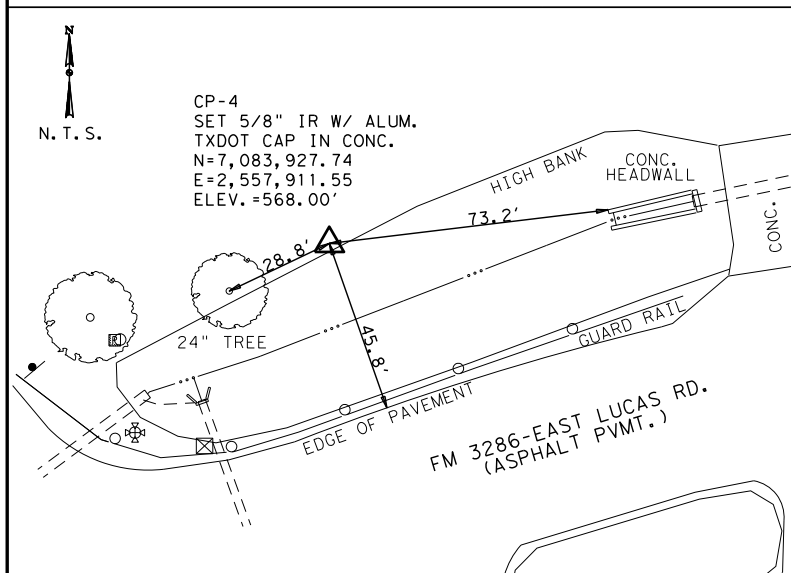 N
N.T.S.
CP-4
SET 5/8" IR W/ ALUM.
TXDOT CAP IN CONC.
N=7,083,927.74
E=2,557,911.55
ELEV.=568.00'
HIGH BANK
CONC.
HEADWALL
CONC.
73.2'
28.8'
45.8'
24" TREE
R
GUARD RAIL
EDGE OF PAVEMENT
FM 3286-EAST LUCAS RD.
(ASPHALT PVMT.)